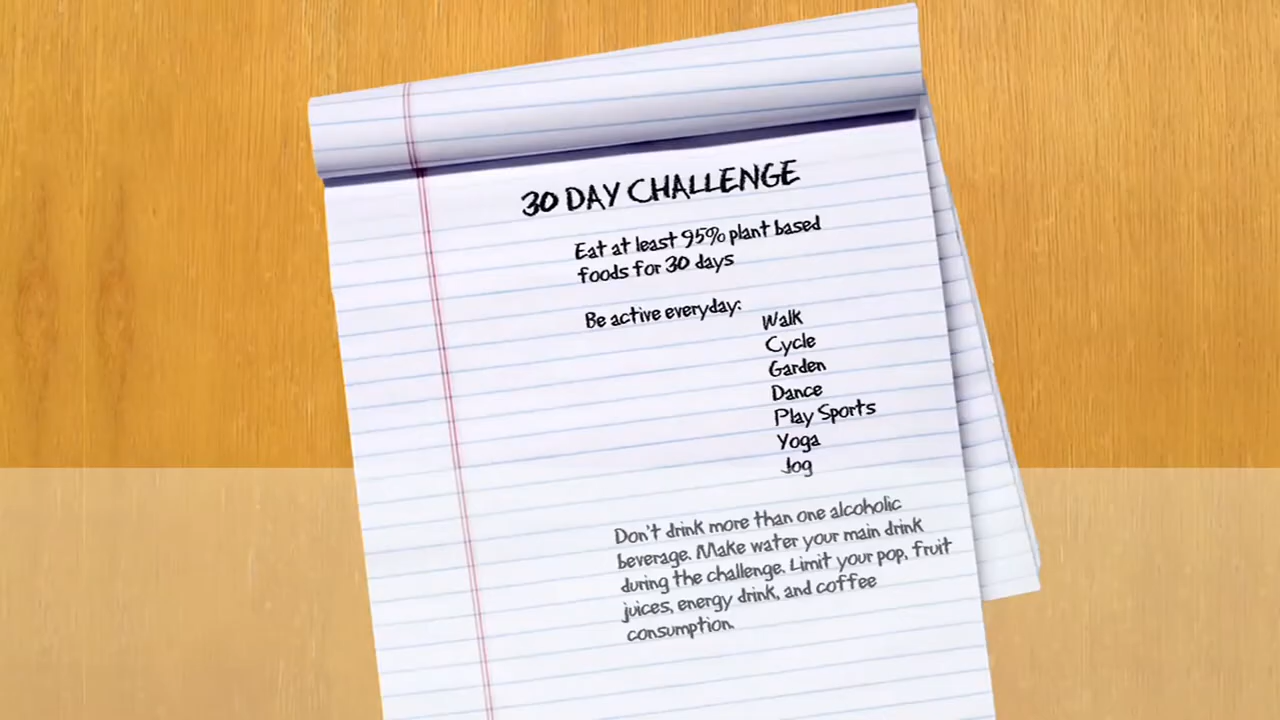 30 DAY CHALLENGE
Eat at least 95% plant based
foods for 30 days
Be active everyday:
Walk
Cycle
Garden
Dance
Play Sports
Yoga
Jog
Don't drink more than one alcoholic
beverage. Make water your main drink
during the challenge. Limit your pop, fruit
juices, energy drink, and coffee
consumption.